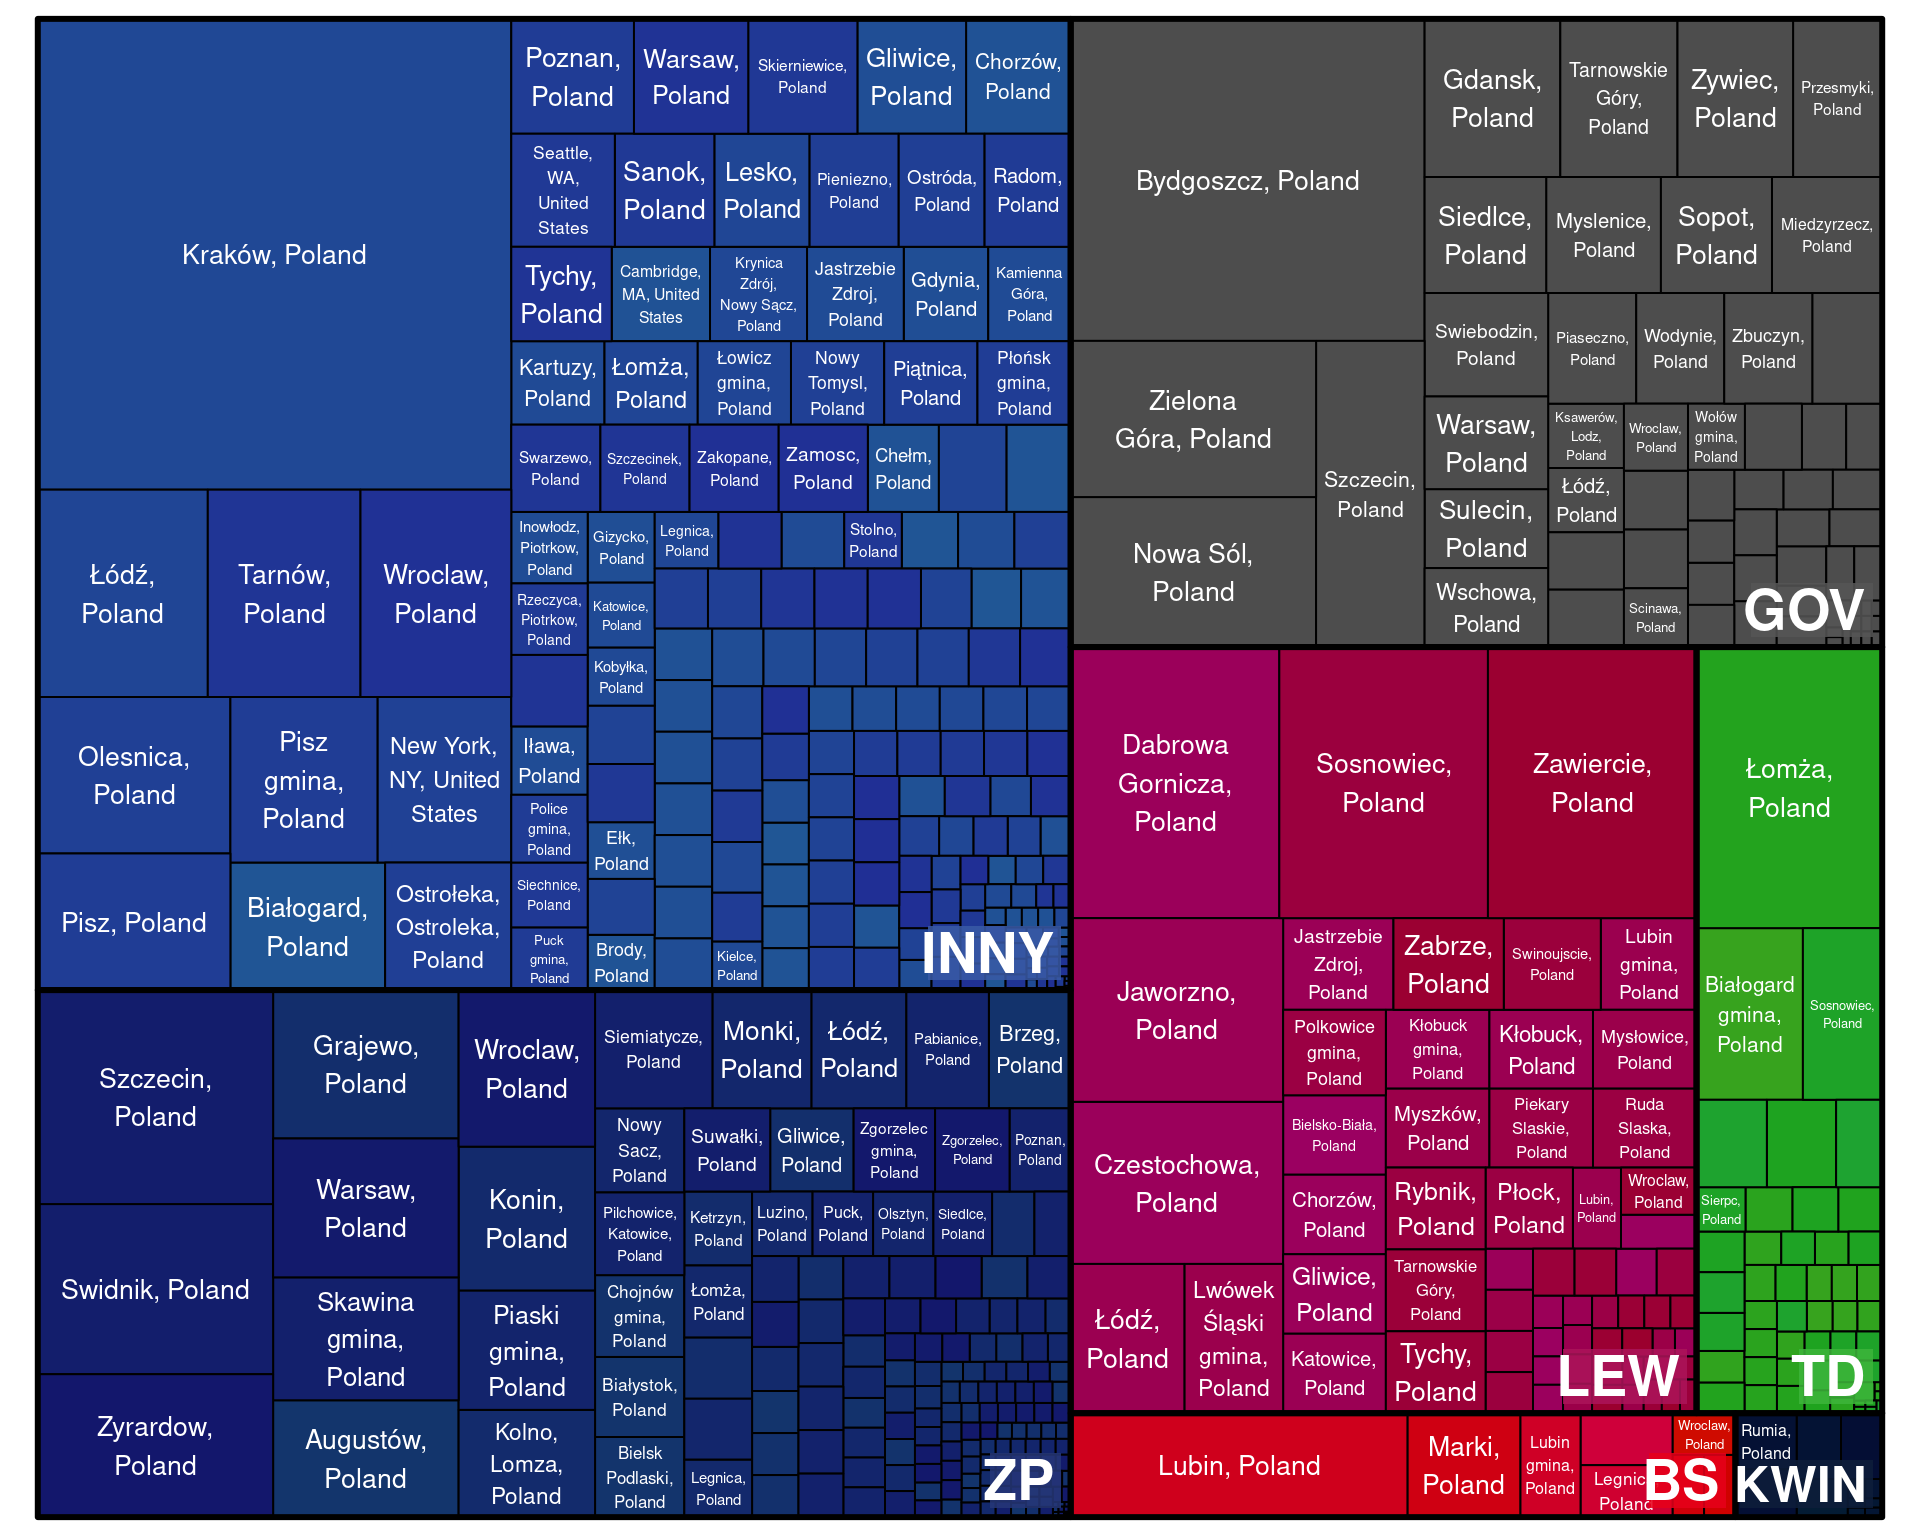 Kraków, Poland
Poznan,
Poland
Warsaw,
Poland
Skierniewice,
Poland
Gliwice,
Poland
Chorzów,
Poland
Seattle,
WA,
United
States
Sanok,
Poland
Lesko,
Poland
Pieniezno,
Poland
Ostróda,
Poland
Radom,
Poland
Tychy,
Poland
Cambridge,
MA, United
States
Krynica
Zdrój,
Nowy Sącz,
Poland
Jastrzebie
Zdroj,
Poland
Gdynia,
Poland
Kamienna
Góra,
Poland
Kartuzy,
Poland
Łomża,
Poland
Łowicz
gmina,
Poland
Nowy
Tomysl,
Poland
Piątnica,
Poland
Płońsk
gmina,
Poland
Swarzewo,
Poland
Szczecinek,
Poland
Zakopane,
Poland
Zamosc,
Poland
Chełm,
Poland
Łódź,
Poland
Tarnów,
Poland
Wroclaw,
Poland
Inowłodz,
Piotrkow,
Poland
Gizycko,
Poland
Legnica,
Poland
Stolno,
Poland
Rzeczyca,
Piotrkow,
Poland
Katowice,
Poland
Kobyłka,
Poland
Olesnica,
Poland
Pisz
gmina,
Poland
New York,
NY, United
States
Iława,
Poland
Police
gmina,
Poland
Ełk,
Poland
Pisz, Poland
Białogard,
Poland
Ostrołeka,
Ostroleka,
Poland
Siechnice,
Poland
Puck
gmina,
Poland
Brody,
Poland
Kielce,
Poland
INNY
Bydgoszcz, Poland
Gdansk,
Poland
Tarnowskie
Góry,
Poland
Zywiec,
Poland
Przesmyki,
Poland
Siedlce,
Poland
Myslenice,
Poland
Sopot,
Poland
Miedzyrzecz,
Poland
Swiebodzin,
Poland
Piaseczno,
Poland
Wodynie,
Poland
Zbuczyn,
Poland
Zielona
Góra, Poland
Szczecin,
Poland
Warsaw,
Poland
Ksawerów,
Lodz,
Poland
Wroclaw,
Poland
Wołów
gmina,
Poland
Łódź,
Poland
Nowa Sól,
Poland
Sulecin,
Poland
Wschowa,
Poland
Scinawa,
Poland
GOV
Dabrowa
Gornicza,
Poland
Sosnowiec,
Poland
Zawiercie,
Poland
Jaworzno,
Poland
Jastrzebie
Zdroj,
Poland
Zabrze,
Poland
Swinoujscie,
Poland
Lubin
gmina,
Poland
Polkowice
gmina,
Poland
Kłobuck
gmina,
Poland
Kłobuck,
Poland
Mysłowice,
Poland
Czestochowa,
Poland
Bielsko-Biała,
Poland
Myszków,
Poland
Piekary
Slaskie,
Poland
Ruda
Slaska,
Poland
Chorzów,
Poland
Rybnik,
Poland
Płock,
Poland
Lubin,
Poland
Wroclaw,
Poland
Łódź,
Poland
Lwówek
Śląski
gmina,
Poland
Gliwice,
Poland
Tarnowskie
Góry,
Poland
Katowice,
Poland
Tychy,
Poland
LEW
Łomża,
Poland
Białogard
gmina,
Poland
Sosnowiec,
Poland
Sierpc,
Poland
TD
Szczecin,
Poland
Grajewo,
Poland
Wroclaw,
Poland
Siemiatycze,
Poland
Monki,
Poland
Łódź,
Poland
Pabianice,
Poland
Brzeg,
Poland
Warsaw,
Poland
Konin,
Poland
Nowy
Sacz,
Poland
Suwałki,
Poland
Gliwice,
Poland
Zgorzelec
gmina,
Poland
Zgorzelec,
Poland
Poznan,
Poland
Swidnik, Poland
Skawina
gmina,
Poland
Piaski
gmina,
Poland
Pilchowice,
Katowice,
Poland
Ketrzyn,
Poland
Luzino,
Poland
Puck,
Poland
Olsztyn,
Poland
Siedlce,
Poland
Chojnów
gmina,
Poland
Łomża,
Poland
Zyrardow,
Poland
Augustów,
Poland
Kolno,
Lomza,
Poland
Białystok,
Poland
Bielsk
Podlaski,
Poland
Legnica,
Poland
ZP
Lubin, Poland
Marki,
Poland
Lubin
gmina,
Poland
Legnica,
Poland
Wroclaw,
Poland
BS
Rumia,
Poland
KWIN